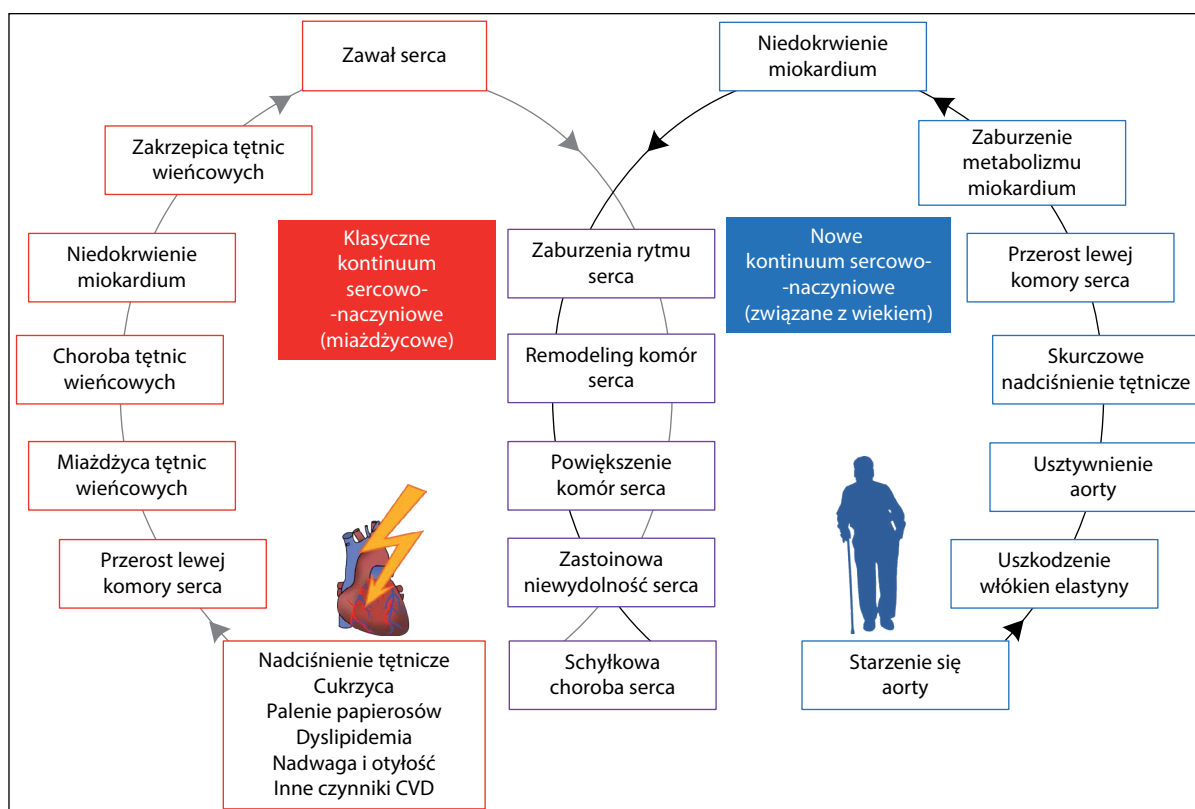 Zawał serca
Zakrzepica tętnic
wieńcowych
Niedokrwienie
miokardium
Choroba tętnic
wieńcowych
Miażdżyca tętnic
wieńcowych
Przerost lewej
komory serca
Nadciśnienie tętnicze
Cukrzyca
Palenie papierosów
Dyslipidemia
Nadwaga i otyłość
Inne czynniki CVD
Klasyczne
kontinuum
sercowo-
-naczyniowe
(miażdżycowe)
Zaburzenia rytmu
serca
Remodeling komór
serca
Powiększenie
komór serca
Zastoinowa
niewydolność serca
Schyłkowa
choroba serca
Nowe
kontinuum sercowo-
-naczyniowe
(związane z wiekiem)
Niedokrwienie
miokardium
Zaburzenie
metabolizmu
miokardium
Przerost lewej
komory serca
Skurczowe
nadciśnienie tętnicze
Usztywnienie
aorty
Uszkodzenie
włókien elastyny
Starzenie się
aorty